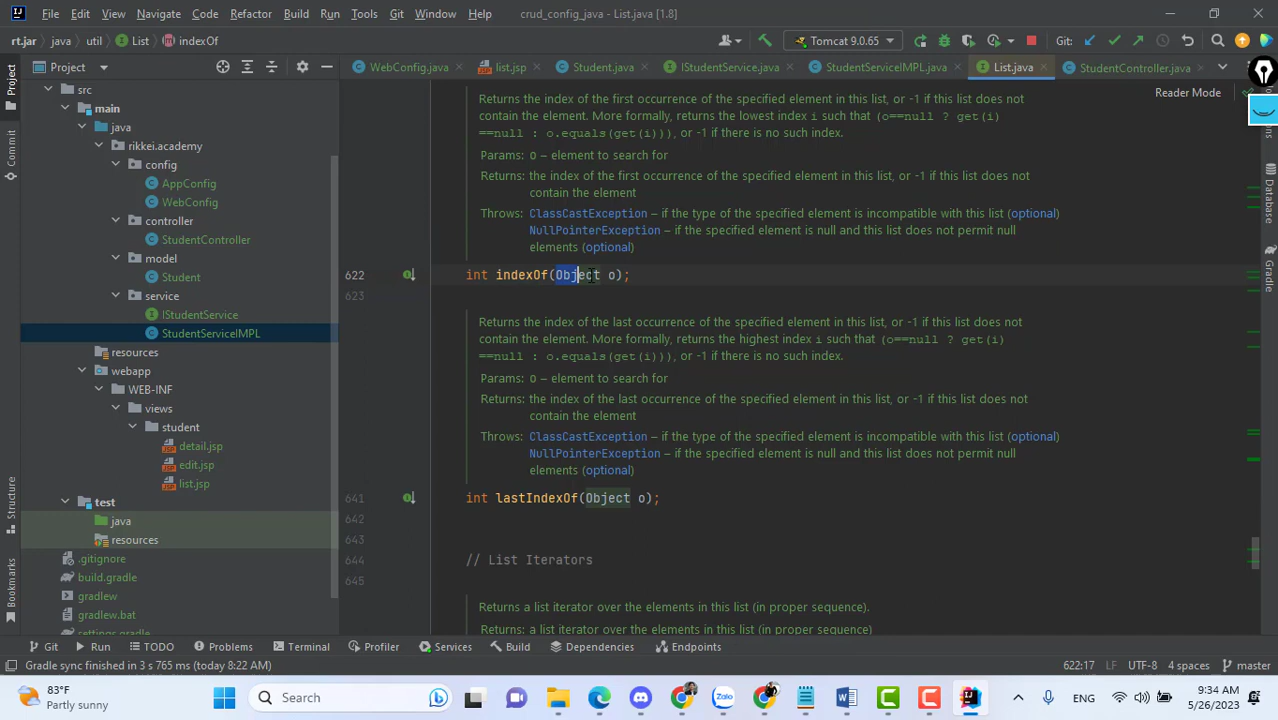 File Edit View Navigate Code Refactor Build Run Tools Git Window Help crud_config_java - List.java [1.8]
rt.jar java util List indexOf Tomcat 9.0.65 Git:
Project WebConfig.java list.jsp Student.java IStudentService.java StudentServiceIMPL.java List.java StudentController.java
Reader Mode
Project
Commit
Structure
Bookmarks
Database
Gradle
src
main
java
rikkei.academy
config
AppConfig
WebConfig
controller
StudentController
model
Student
service
IStudentService
StudentServiceIMPL
resources
webapp
WEB-INF
views
student
detail.jsp
edit.jsp
list.jsp
test
java
resources
.gitignore
build.gradle
gradlew
gradlew.bat
settings.gradle
Returns the index of the first occurrence of the specified element in this list, or -1 if this list does not
contain the element. More formally, returns the lowest index i such that (o==null ? get(i)
==null : o.equals(get(i))), or -1 if there is no such index.
Params: o – element to search for
Returns: the index of the first occurrence of the specified element in this list, or -1 if this list does not
contain the element
Throws: ClassCastException – if the type of the specified element is incompatible with this list (optional)
NullPointerException – if the specified element is null and this list does not permit null
elements (optional)
622 int indexOf(Object o);
623
Returns the index of the last occurrence of the specified element in this list, or -1 if this list does not
contain the element. More formally, returns the highest index i such that (o==null ? get(i)
==null : o.equals(get(i))), or -1 if there is no such index.
Params: o – element to search for
Returns: the index of the last occurrence of the specified element in this list, or -1 if this list does not
contain the element
Throws: ClassCastException – if the type of the specified element is incompatible with this list (optional)
NullPointerException – if the specified element is null and this list does not permit null
elements (optional)
641 int lastIndexOf(Object o);
642
643
644 // List Iterators
645
Returns a list iterator over the elements in this list (in proper sequence).
Returns: a list iterator over the elements in this list (in proper
Git Run TODO Problems Terminal Profiler Services Build Dependencies Endpoints
Gradle sync finished in 3 s 765 ms (today 8:22 AM) 622:17 LF UTF-8 4 spaces master
83°F
Partly sunny
Search
Zalo
ENG
9:34 AM
5/26/2023